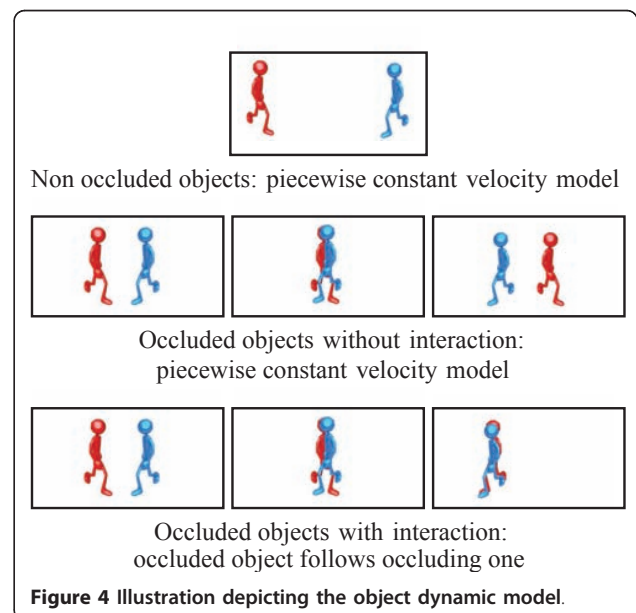 Non occluded objects: piecewise constant velocity model
Occluded objects without interaction:
piecewise constant velocity model
Occluded objects with interaction:
occluded object follows occluding one
Figure 4 Illustration depicting the object dynamic model.